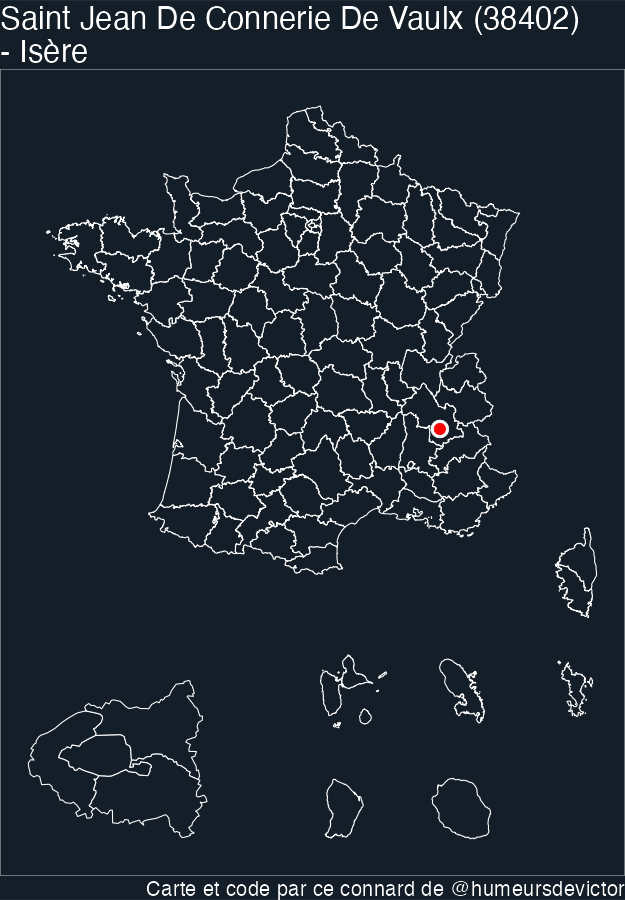 Saint Jean De Connerie De Vaulx (38402)
- Isère
Carte et code par ce connard de @humeursdevictor